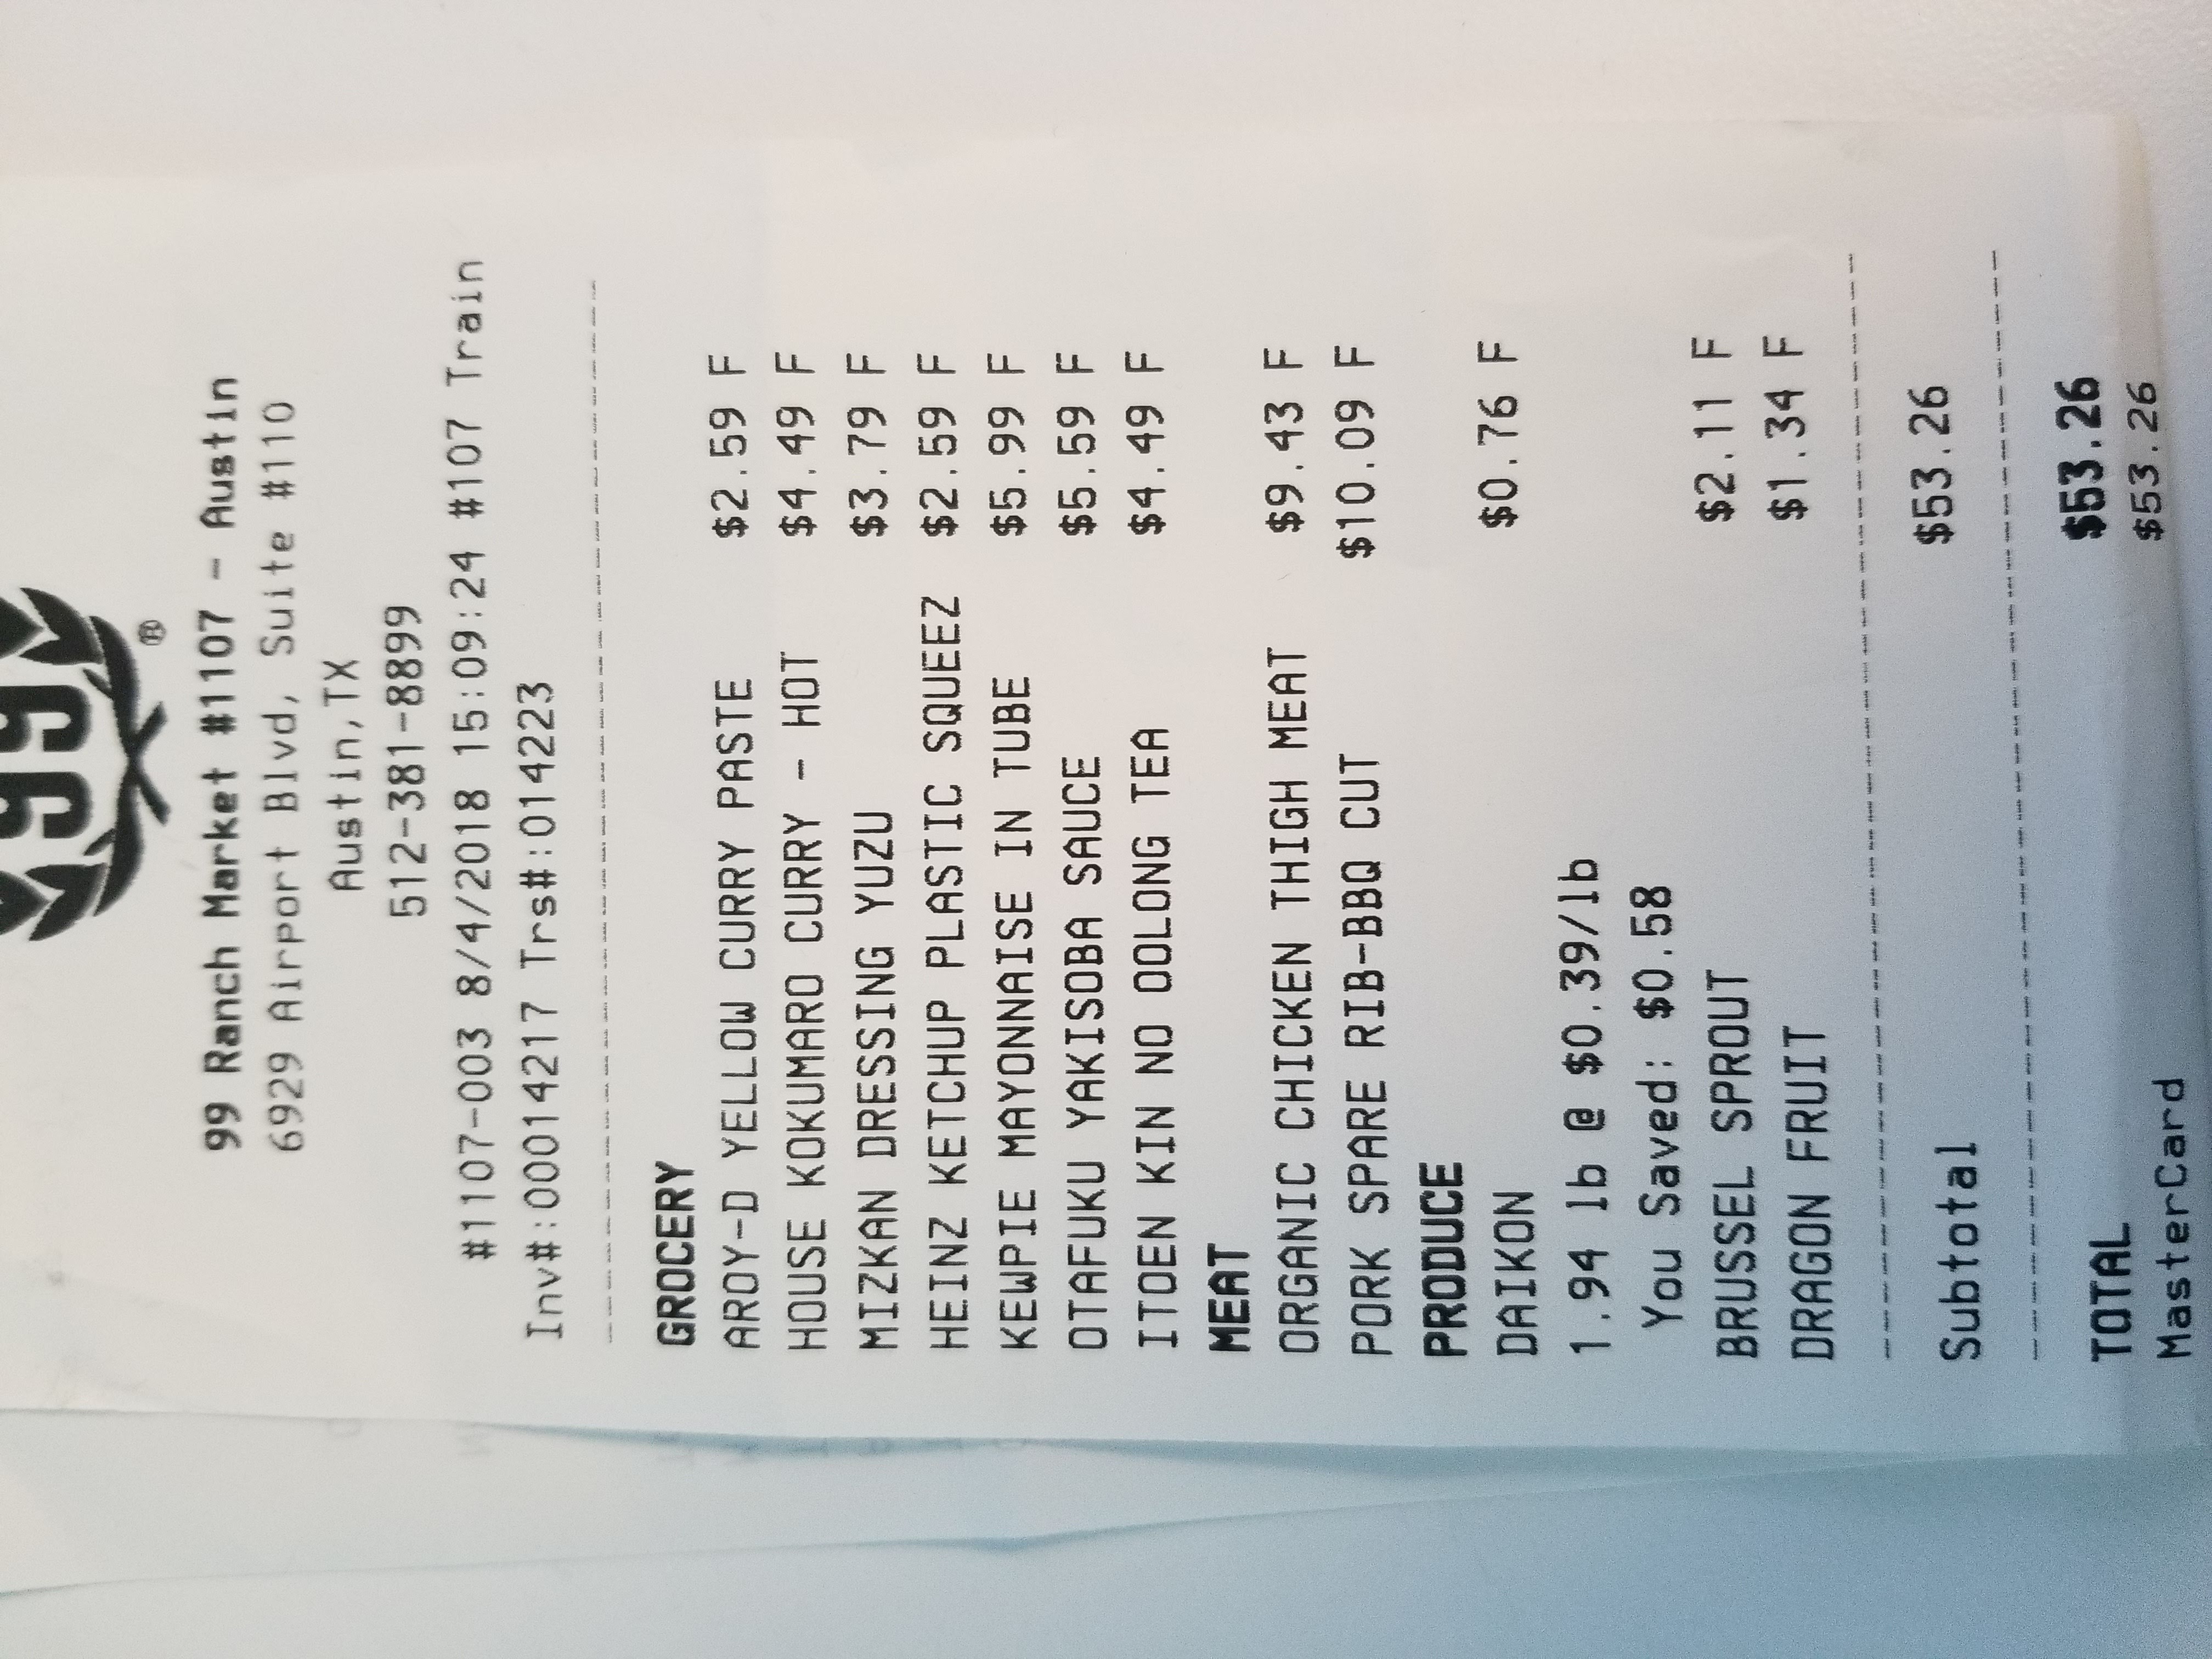 99
®
99 Ranch Market #1107 - Austin
6929 Airport Blvd, Suite #110
Austin,TX
512-381-8899
#1107-003 8/4/2018 15:09:24 #107 Train
Inv#:00014217 Trs#:014223
GROCERY
AROY-D YELLOW CURRY PASTE $2.59 F
HOUSE KOKUMARO CURRY - HOT $4.49 F
MIZKAN DRESSING YUZU $3.79 F
HEINZ KETCHUP PLASTIC SQUEEZ $2.59 F
KEWPIE MAYONNAISE IN TUBE $5.99 F
OTAFUKU YAKISOBA SAUCE $5.59 F
ITOEN KIN NO OOLONG TEA $4.49 F
MEAT
ORGANIC CHICKEN THIGH MEAT $9.43 F
PORK SPARE RIB-BBQ CUT $10.09 F
PRODUCE
DAIKON $0.76 F
1.94 lb @ $0.39/lb
You Saved: $0.58
BRUSSEL SPROUT $2.11 F
DRAGON FRUIT $1.34 F
Subtotal $53.26
TOTAL $53.26
MasterCard $53.26